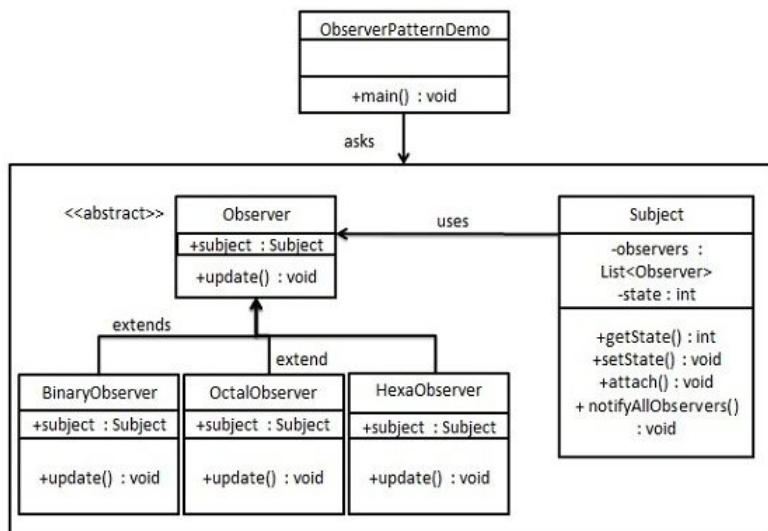 ObserverPatternDemo
+main() : void
asks
<<abstract>>
Observer
+subject : Subject
+update() : void
uses
Subject
-observers :
List<Observer>
-state : int
+getState() : int
+setState() : void
+attach() : void
+ notifyAllObservers()
: void
extends
extend
BinaryObserver
+subject : Subject
+update() : void
OctalObserver
+subject : Subject
+update() : void
HexaObserver
+subject : Subject
+update() : void